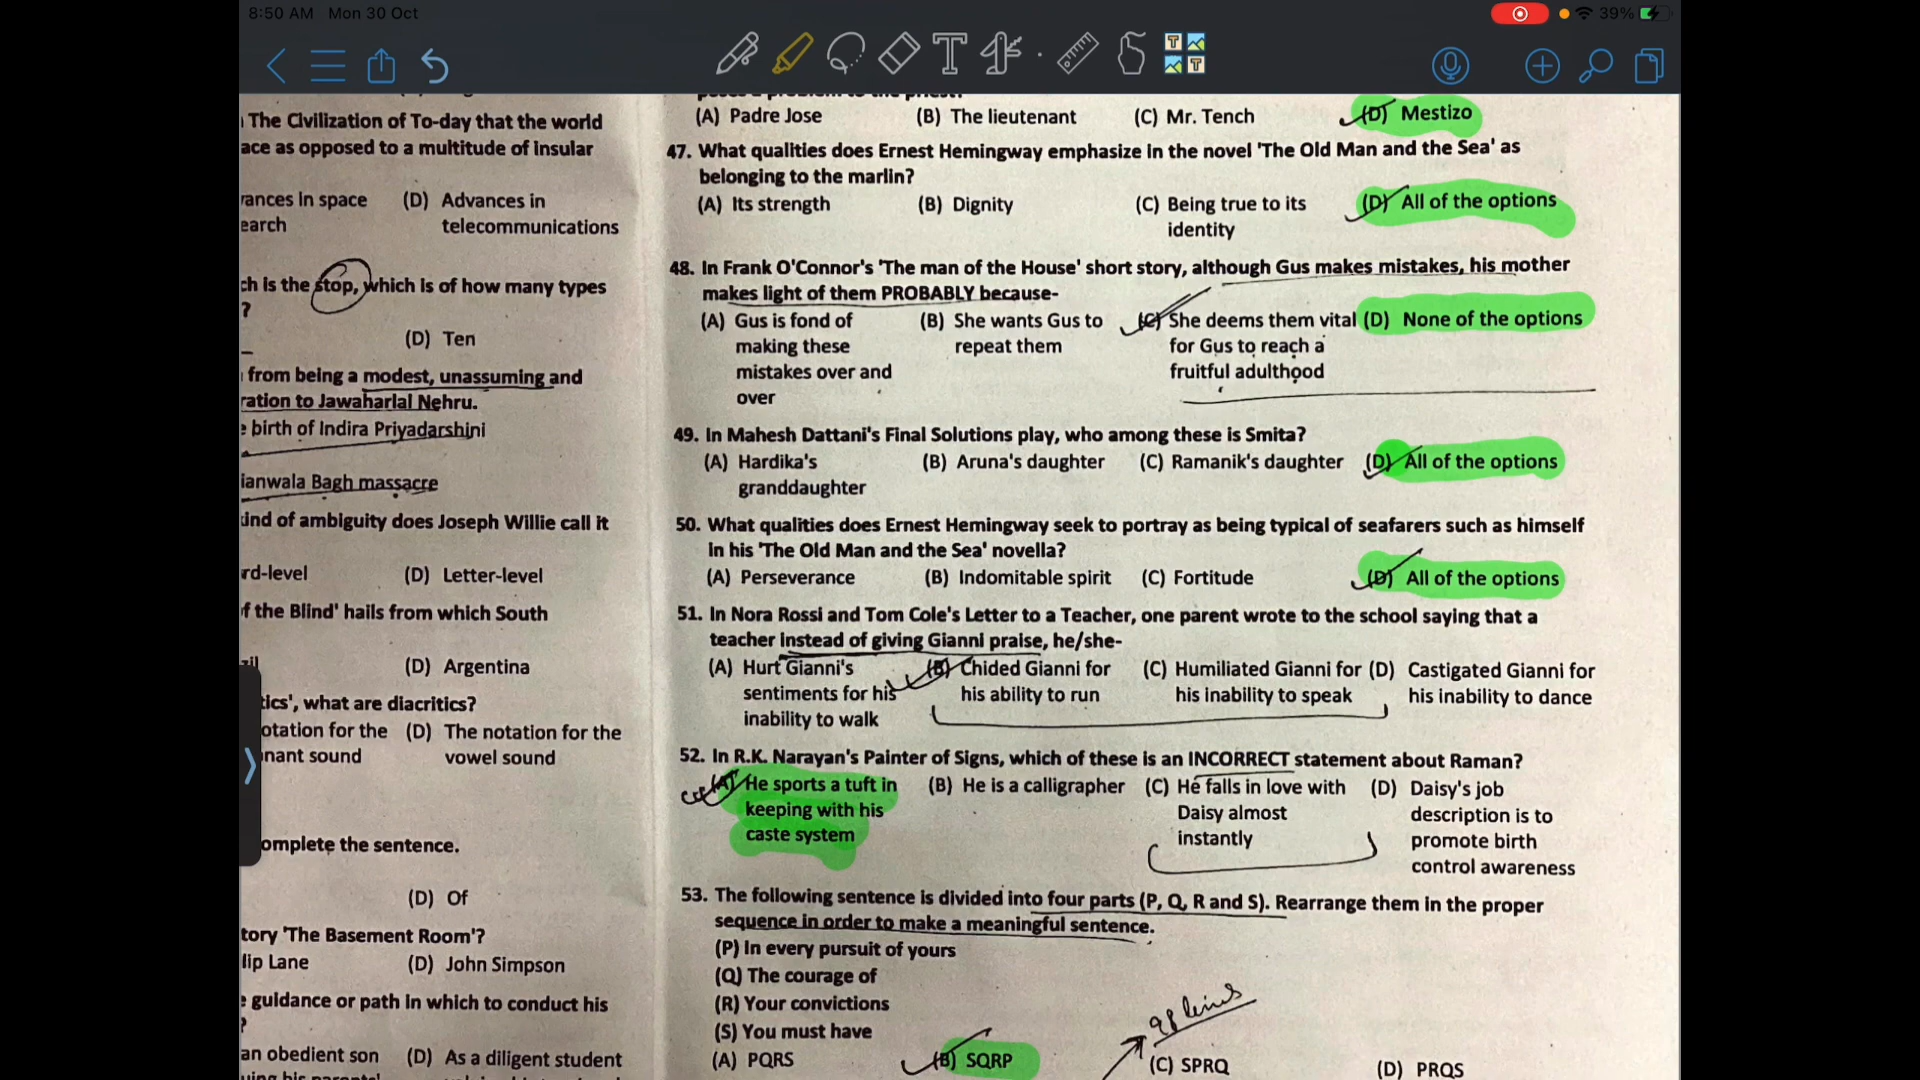 8:50 AM Mon 30 Oct
39%
The Civilization of To-day that the world
ace as opposed to a multitude of insular
ances in space (D) Advances in
earch telecommunications
ch is the stop, which is of how many types
?
(D) Ten
from being a modest, unassuming and
ration to Jawaharlal Nehru.
e birth of Indira Priyadarshini
ianwala Bagh massacre
kind of ambiguity does Joseph Willie call it
rd-level (D) Letter-level
f the Blind' hails from which South
zil (D) Argentina
tics', what are diacritics?
otation for the (D) The notation for the
nant sound vowel sound
omplete the sentence.
(D) Of
tory 'The Basement Room'?
lip Lane (D) John Simpson
e guidance or path in which to conduct his
?
an obedient son (D) As a diligent student
poses a problem to the priest?
(A) Padre Jose (B) The lieutenant (C) Mr. Tench (D) Mestizo
47. What qualities does Ernest Hemingway emphasize in the novel 'The Old Man and the Sea' as
belonging to the marlin?
(A) Its strength (B) Dignity (C) Being true to its (D) All of the options
identity
48. In Frank O'Connor's 'The man of the House' short story, although Gus makes mistakes, his mother
makes light of them PROBABLY because-
(A) Gus is fond of (B) She wants Gus to (C) She deems them vital (D) None of the options
making these repeat them for Gus to reach a
mistakes over and fruitful adulthood
over
49. In Mahesh Dattani's Final Solutions play, who among these is Smita?
(A) Hardika's (B) Aruna's daughter (C) Ramanik's daughter (D) All of the options
granddaughter
50. What qualities does Ernest Hemingway seek to portray as being typical of seafarers such as himself
in his 'The Old Man and the Sea' novella?
(A) Perseverance (B) Indomitable spirit (C) Fortitude (D) All of the options
51. In Nora Rossi and Tom Cole's Letter to a Teacher, one parent wrote to the school saying that a
teacher instead of giving Gianni praise, he/she-
(A) Hurt Gianni's (B) Chided Gianni for (C) Humiliated Gianni for (D) Castigated Gianni for
sentiments for his his ability to run his inability to speak his inability to dance
inability to walk
52. In R.K. Narayan's Painter of Signs, which of these is an INCORRECT statement about Raman?
(A) He sports a tuft in (B) He is a calligrapher (C) He falls in love with (D) Daisy's job
keeping with his Daisy almost description is to
caste system instantly promote birth
control awareness
53. The following sentence is divided into four parts (P, Q, R and S). Rearrange them in the proper
sequence in order to make a meaningful sentence.
(P) In every pursuit of yours
(Q) The courage of
(R) Your convictions
(S) You must have
(A) PQRS (B) SQRP (C) SPRQ (D) PRQS